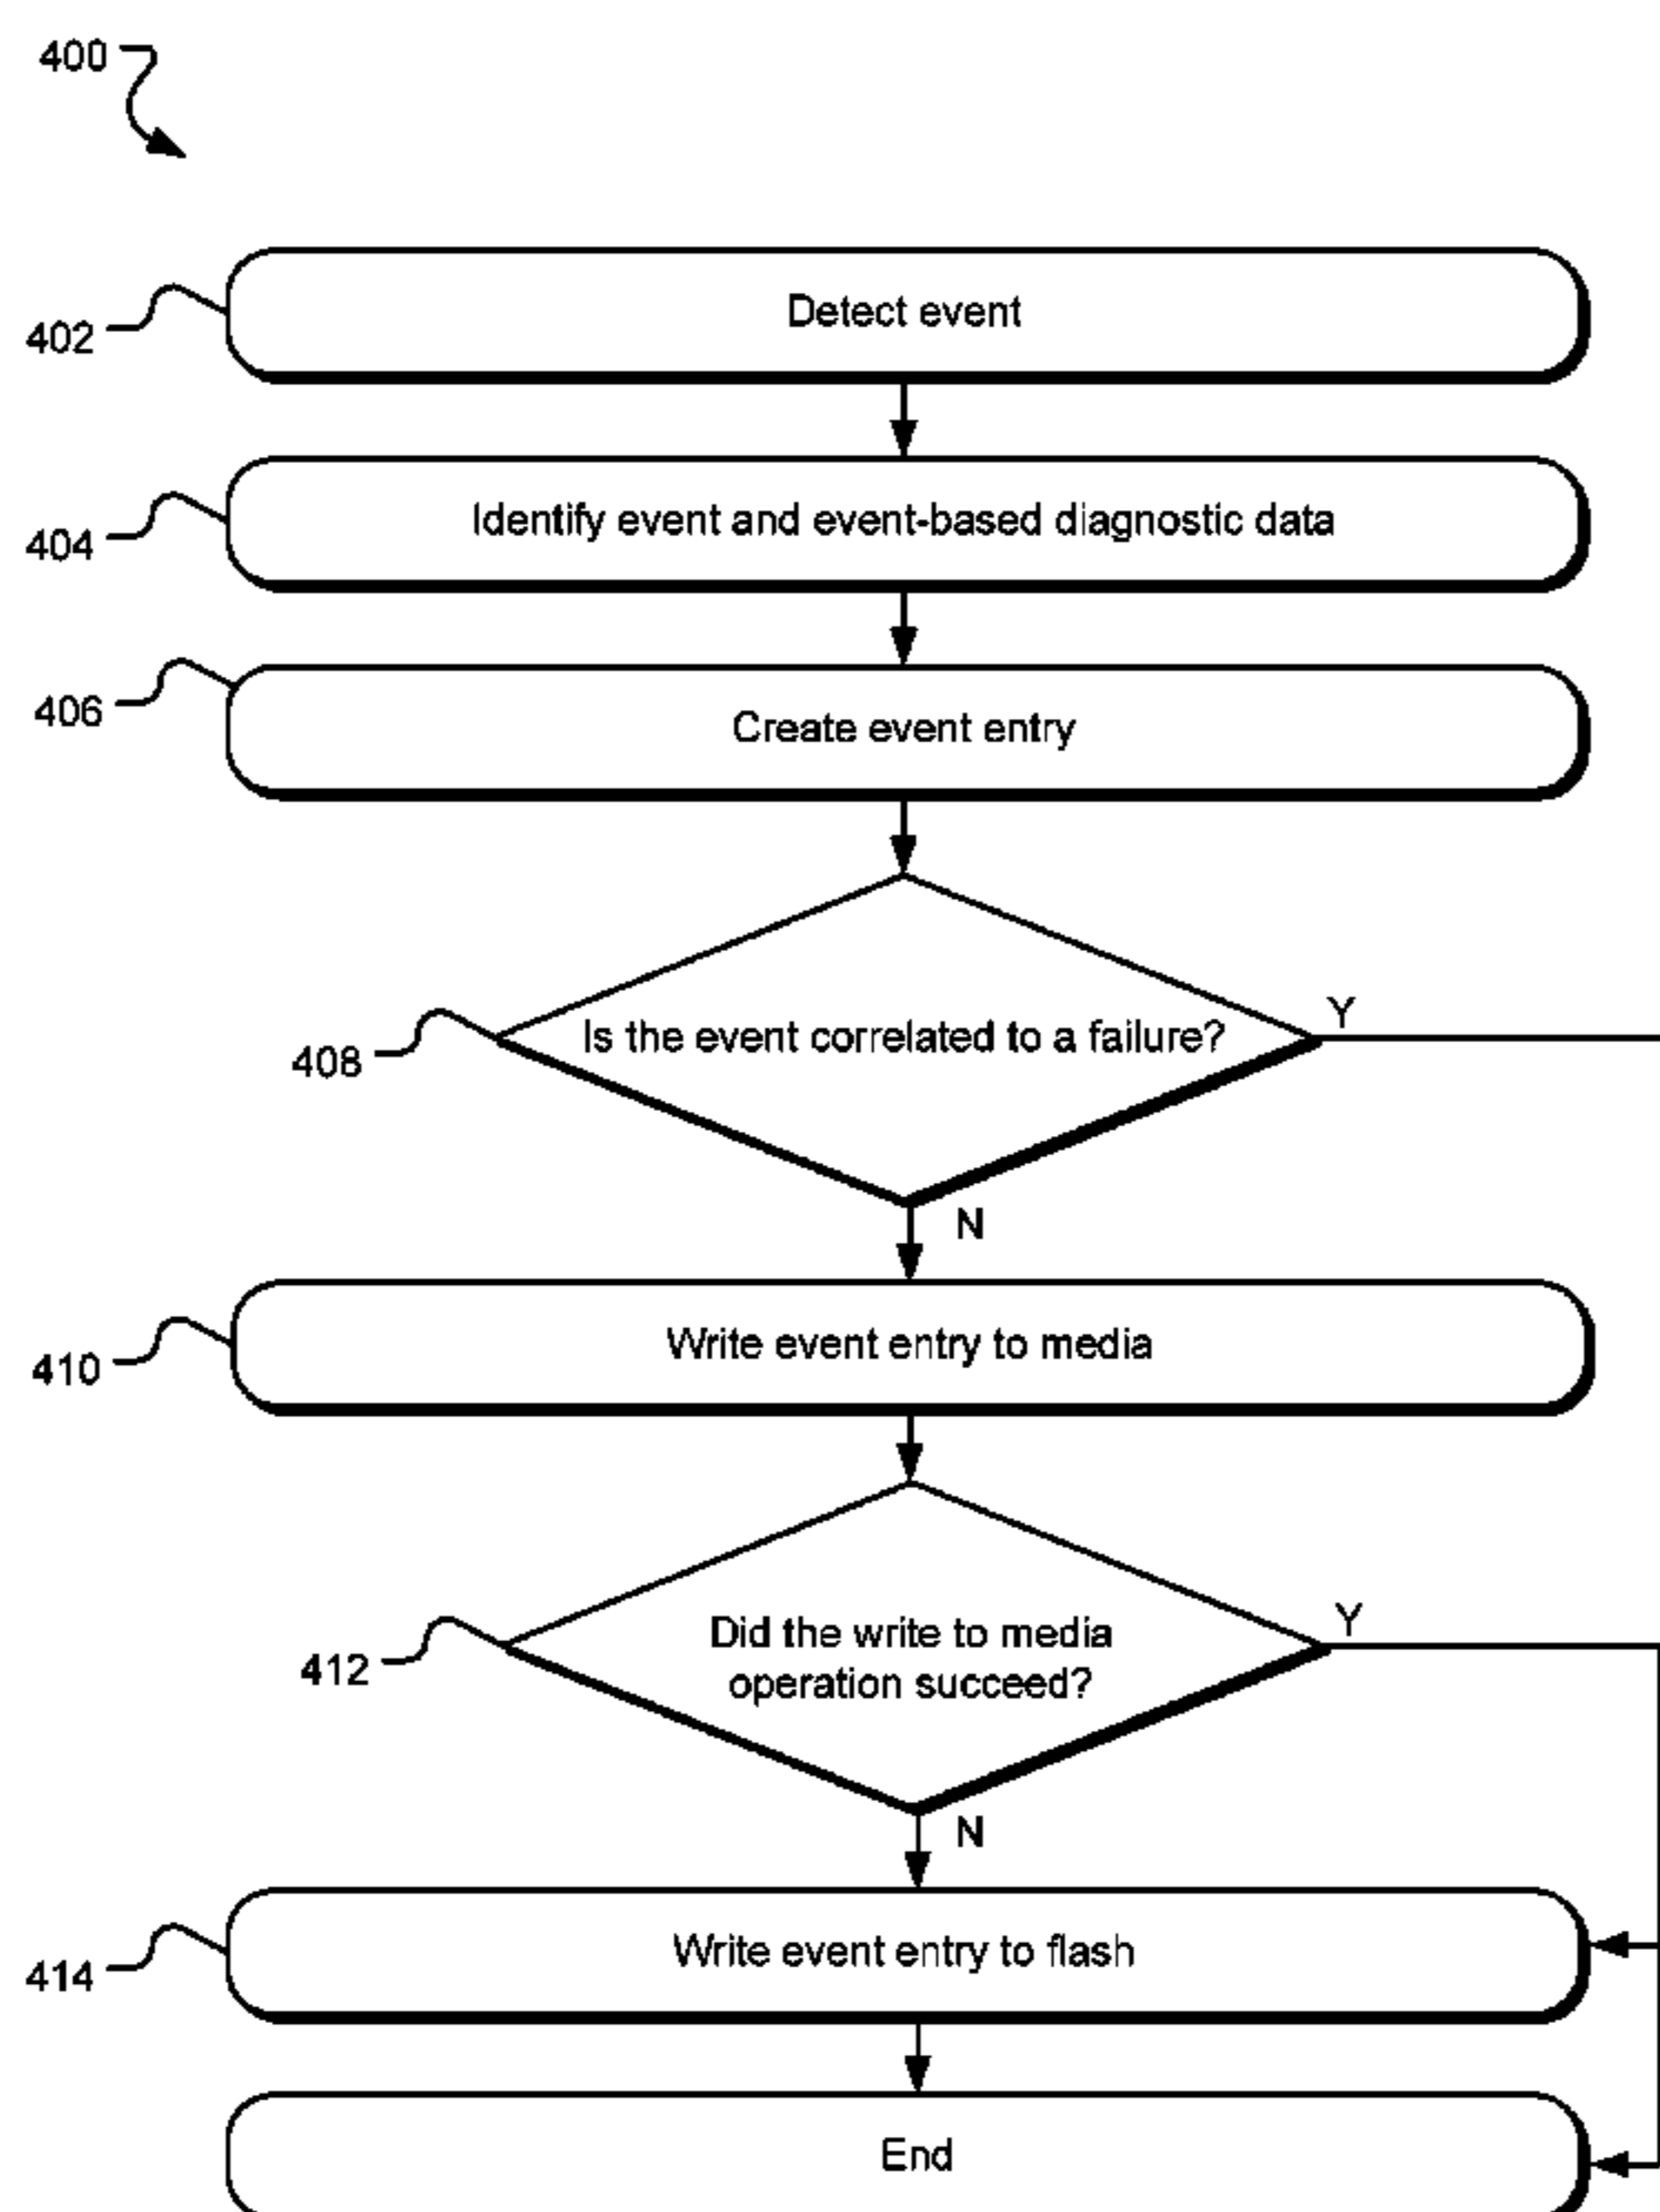 400
402
Detect event
404
Identify event and event-based diagnostic data
406
Create event entry
408
Is the event correlated to a failure?
Y
N
410
Write event entry to media
412
Did the write to media
operation succeed?
Y
N
414
Write event entry to flash
End